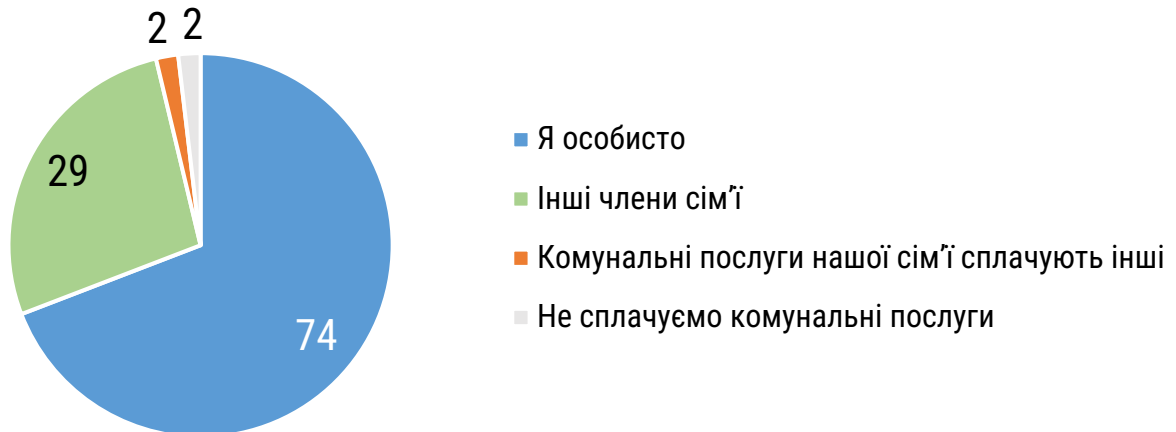 2 2
29
74
Я особисто
Інші члени сім’ї
Комунальні послуги нашої сім’ї сплачують інші
Не сплачуємо комунальні послуги